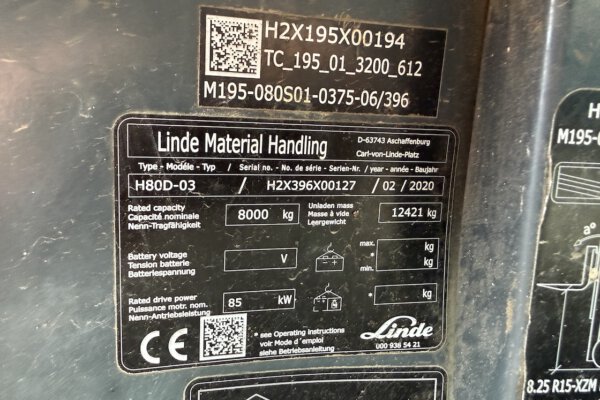 H2X195X00194
TC_195_01_3200_612
M195-080S01-0375-06/396
Linde Material Handling
D-63743 Aschaffenburg
Carl-von-Linde-Platz
Type - Modéle - Typ / Serial no. - No. de série - Serien-Nr. / year - année - Baujahr
H80D-03 / H2X396X00127 / 02 / 2020
Rated capacity
Capacité nominale
Nenn-Tragfähigkeit
8000 kg
Unladen mass
Masse à vide
Leergewicht
12421 kg
Battery voltage
Tension batterie
Batteriespannung
V
max. kg
* kg
min.
Rated drive power
Puissance motr. nom.
Nenn-Antriebsleistung
85 kW
* kg
CE
* see Operating instructions
voir Mode d'emploi
siehe Betriebsanleitung
Linde
000 936 54 21
M195-
a°
8.25 R15-XZM